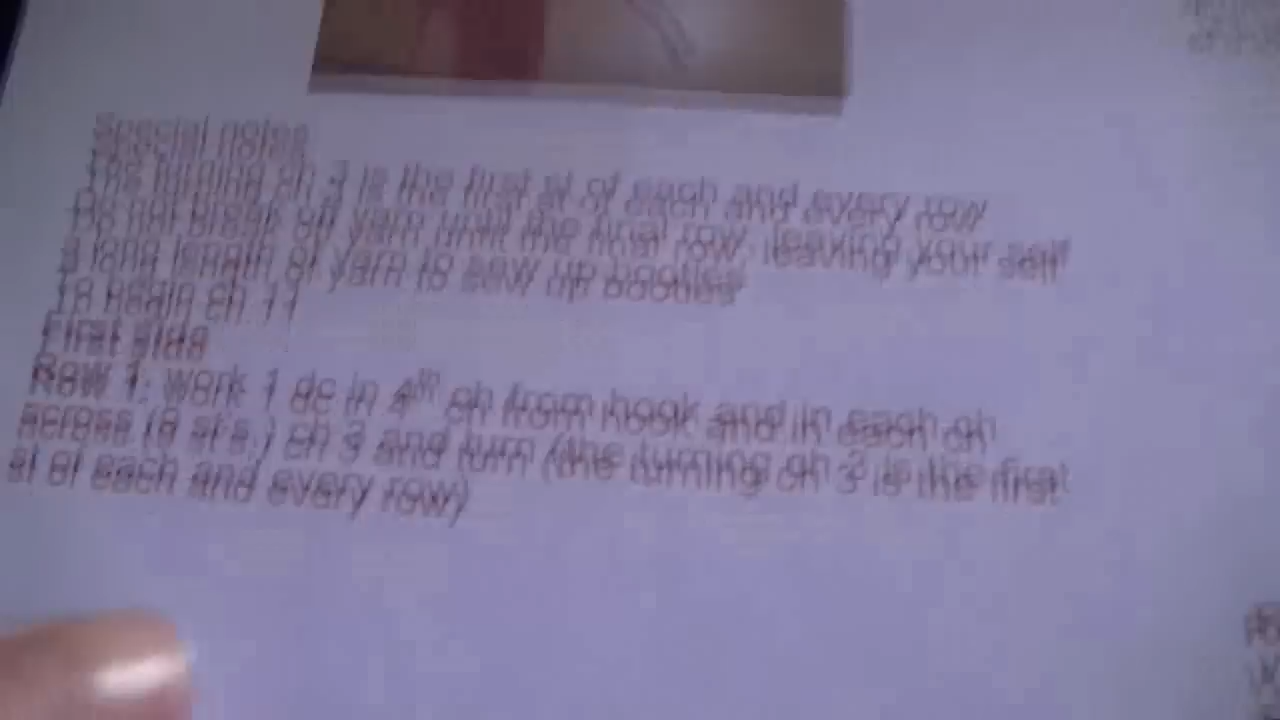 Special notes
The turning ch 3 is the first st of each and every row
Do not break off yarn until the final row, leaving your self
a long length of yarn to sew up booties
To begin ch 11
First side
Row 1: work 1 dc in 4th ch from hook and in each ch
across (9 sts.) ch 3 and turn (the turning ch 3 is the first
st of each and every row)